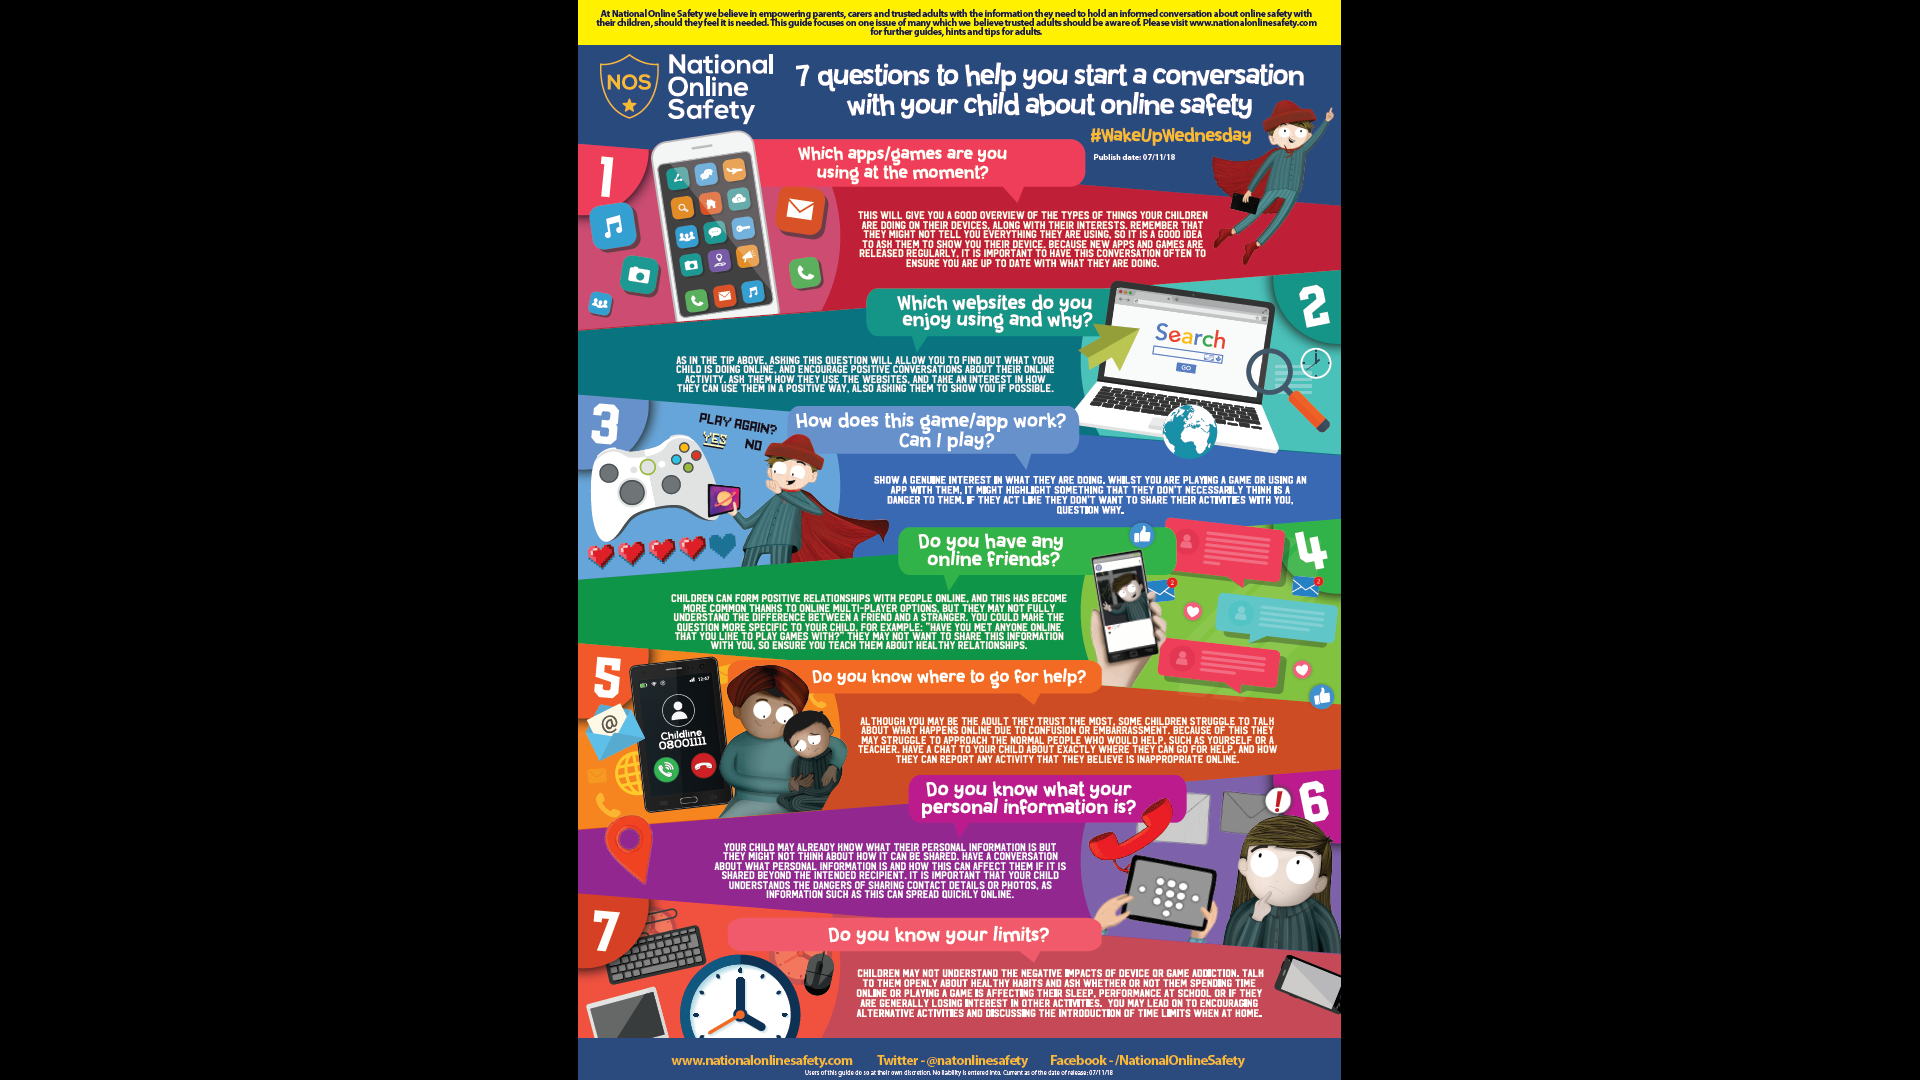 At National Online Safety we believe in empowering parents, carers and trusted adults with the information they need to hold an informed conversation about online safety with
their children, should they feel it is needed. This guide focuses on one issue of many which we believe trusted adults should be aware of. Please visit www.nationalonlinesafety.com
for further guides, hints and tips for adults.
NOS
National
Online
Safety
7 questions to help you start a conversation
with your child about online safety
#WakeUpWednesday
Publish date: 07/11/18
1
Which apps/games are you
using at the moment?
THIS WILL GIVE YOU A GOOD OVERVIEW OF THE TYPES OF THINGS YOUR CHILDREN
ARE DOING ON THEIR DEVICES, ALONG WITH THEIR INTERESTS. REMEMBER THAT
THEY MIGHT NOT TELL YOU EVERYTHING THEY ARE USING, SO IT IS A GOOD IDEA
TO ASK THEM TO SHOW YOU THEIR DEVICE. BECAUSE NEW APPS AND GAMES ARE
RELEASED REGULARLY, IT IS IMPORTANT TO HAVE THIS CONVERSATION OFTEN TO
ENSURE YOU ARE UP TO DATE WITH WHAT THEY ARE DOING.
2
Which websites do you
enjoy using and why?
Search
GO
AS IN THE TIP ABOVE, ASKING THIS QUESTION WILL ALLOW YOU TO FIND OUT WHAT YOUR
CHILD IS DOING ONLINE, AND ENCOURAGE POSITIVE CONVERSATIONS ABOUT THEIR ONLINE
ACTIVITY. ASK THEM HOW THEY USE THE WEBSITES, AND TAKE AN INTEREST IN HOW
THEY CAN USE THEM IN A POSITIVE WAY, ALSO ASKING THEM TO SHOW YOU IF POSSIBLE.
3
PLAY AGAIN?
YES NO
How does this game/app work?
Can I play?
SHOW A GENUINE INTEREST IN WHAT THEY ARE DOING. WHILST YOU ARE PLAYING A GAME OR USING AN
APP WITH THEM, IT MIGHT HIGHLIGHT SOMETHING THAT THEY DON'T NECESSARILY THINK IS A
DANGER TO THEM. IF THEY ACT LIKE THEY DON'T WANT TO SHARE THEIR ACTIVITIES WITH YOU,
QUESTION WHY.
4
Do you have any
online friends?
2
2
CHILDREN CAN FORM POSITIVE RELATIONSHIPS WITH PEOPLE ONLINE, AND THIS HAS BECOME
MORE COMMON THANKS TO ONLINE MULTI-PLAYER OPTIONS, BUT THEY MAY NOT FULLY
UNDERSTAND THE DIFFERENCE BETWEEN A FRIEND AND A STRANGER. YOU COULD MAKE THE
QUESTION MORE SPECIFIC TO YOUR CHILD, FOR EXAMPLE: "HAVE YOU MET ANYONE ONLINE
THAT YOU LIKE TO PLAY GAMES WITH?" THEY MAY NOT WANT TO SHARE THIS INFORMATION
WITH YOU, SO ENSURE YOU TEACH THEM ABOUT HEALTHY RELATIONSHIPS.
5
@
12:47
Childline
08001111
Do you know where to go for help?
ALTHOUGH YOU MAY BE THE ADULT THEY TRUST THE MOST, SOME CHILDREN STRUGGLE TO TALK
ABOUT WHAT HAPPENS ONLINE DUE TO CONFUSION OR EMBARRASSMENT. BECAUSE OF THIS THEY
MAY STRUGGLE TO APPROACH THE NORMAL PEOPLE WHO WOULD HELP, SUCH AS YOURSELF OR A
TEACHER. HAVE A CHAT TO YOUR CHILD ABOUT EXACTLY WHERE THEY CAN GO FOR HELP, AND HOW
THEY CAN REPORT ANY ACTIVITY THAT THEY BELIEVE IS INAPPROPRIATE ONLINE.
6
!
Do you know what your
personal information is?
YOUR CHILD MAY ALREADY KNOW WHAT THEIR PERSONAL INFORMATION IS BUT
THEY MIGHT NOT THINK ABOUT HOW IT CAN BE SHARED. HAVE A CONVERSATION
ABOUT WHAT PERSONAL INFORMATION IS AND HOW THIS CAN AFFECT THEM IF IT IS
SHARED BEYOND THE INTENDED RECIPIENT. IT IS IMPORTANT THAT YOUR CHILD
UNDERSTANDS THE DANGERS OF SHARING CONTACT DETAILS OR PHOTOS, AS
INFORMATION SUCH AS THIS CAN SPREAD QUICKLY ONLINE.
7
Do you know your limits?
CHILDREN MAY NOT UNDERSTAND THE NEGATIVE IMPACTS OF DEVICE OR GAME ADDICTION. TALK
TO THEM OPENLY ABOUT HEALTHY HABITS AND ASK WHETHER OR NOT THEM SPENDING TIME
ONLINE OR PLAYING A GAME IS AFFECTING THEIR SLEEP, PERFORMANCE AT SCHOOL OR IF THEY
ARE GENERALLY LOSING INTEREST IN OTHER ACTIVITIES. YOU MAY LEAD ON TO ENCOURAGING
ALTERNATIVE ACTIVITIES AND DISCUSSING THE INTRODUCTION OF TIME LIMITS WHEN AT HOME.
www.nationalonlinesafety.com Twitter - @natonlinesafety Facebook - /NationalOnlineSafety
Users of this guide do so at their own discretion. No liability is entered into. Current as of the date of release: 07/11/18